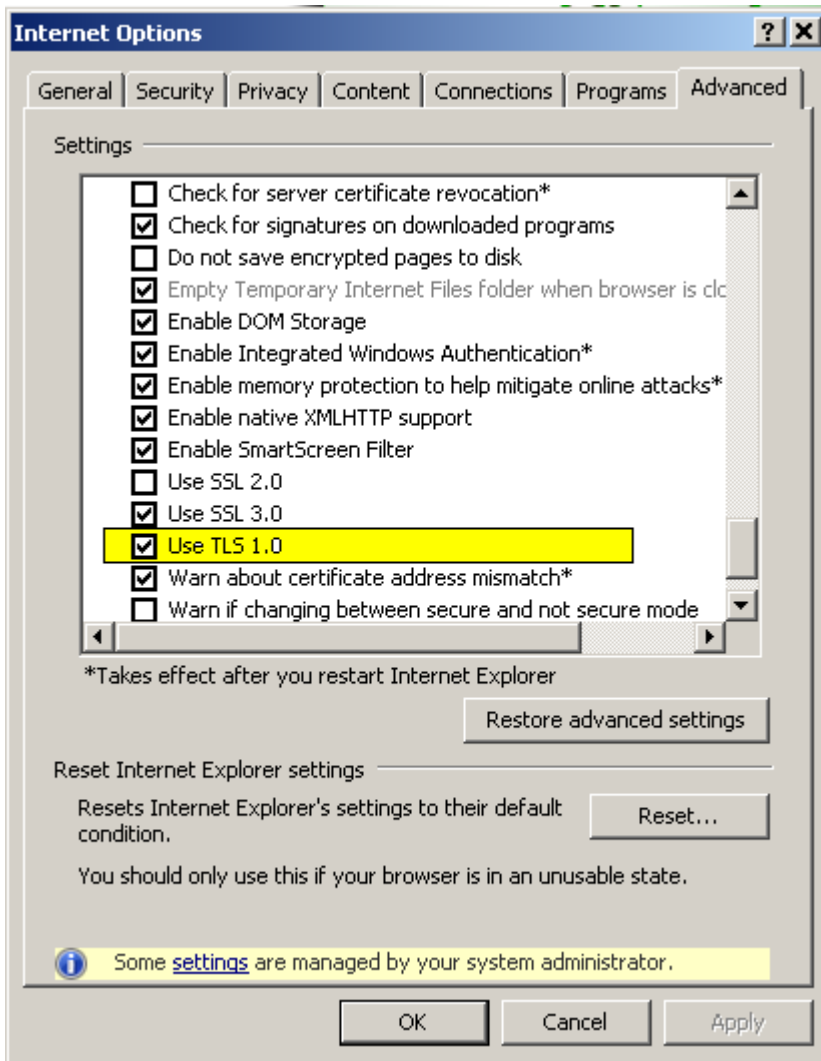 Internet Options
General Security Privacy Content Connections Programs Advanced
Settings
Check for server certificate revocation*
Check for signatures on downloaded programs
Do not save encrypted pages to disk
Empty Temporary Internet Files folder when browser is clo
Enable DOM Storage
Enable Integrated Windows Authentication*
Enable memory protection to help mitigate online attacks*
Enable native XMLHTTP support
Enable SmartScreen Filter
Use SSL 2.0
Use SSL 3.0
Use TLS 1.0
Warn about certificate address mismatch*
Warn if changing between secure and not secure mode
*Takes effect after you restart Internet Explorer
Restore advanced settings
Reset Internet Explorer settings
Resets Internet Explorer's settings to their default
condition.
Reset...
You should only use this if your browser is in an unusable state.
Some settings are managed by your system administrator.
OK Cancel Apply